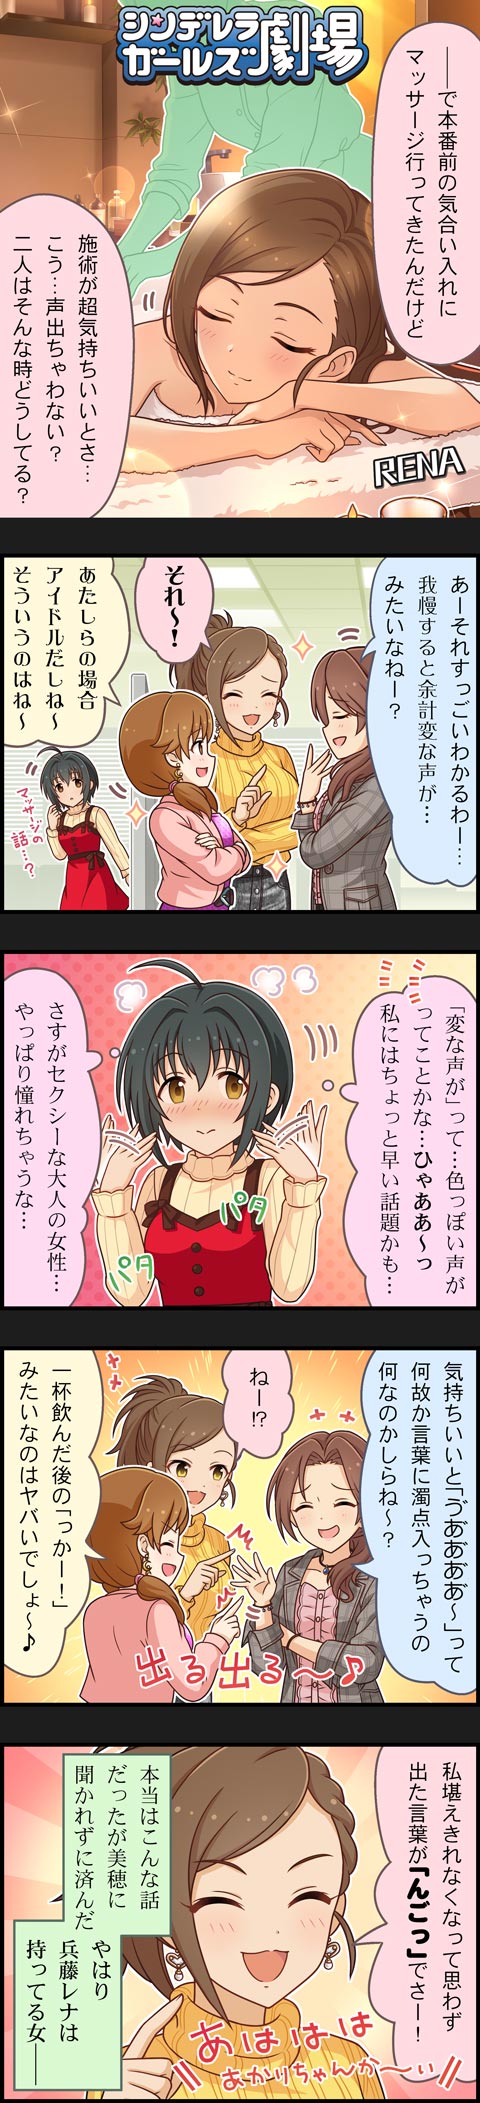 シンデレラ
ガールズ劇場
――で本番前の気合い入れに
マッサージ行ってきたんだけど
施術が超気持ちいいとさ…
こう…声出ちゃわない？
二人はそんな時どうしてる？
RENA
あーそれすっごいわかるわー…
我慢すると余計変な声が…
みたいなねー？
それ～！
あたしらの場合
アイドルだしね～
そういうのはね～
マッサージの
話…？
「変な声が」って…色っぽい声が
ってことかな…ひゃああ～っ
私にはちょっと早い話題かも…
さすがセクシーな大人の女性…
やっぱり憧れちゃうな…
パタ
パタ
気持ちいいと「ゔあ゙あ゙あ゙あ゙～」って
何故か言葉に濁点入っちゃうの
何なのかしらね～？
ねー!?
一杯飲んだ後の「っかー！」
みたいなのはヤバいでしょ～♪
出る出る～♪
私堪えきれなくなって思わず
出た言葉が「んごっ」でさー！
本当はこんな話
だったが美穂に
聞かれずに済んだ
やはり
兵藤レナは
持ってる女――
あははは
あかりちゃんか～い